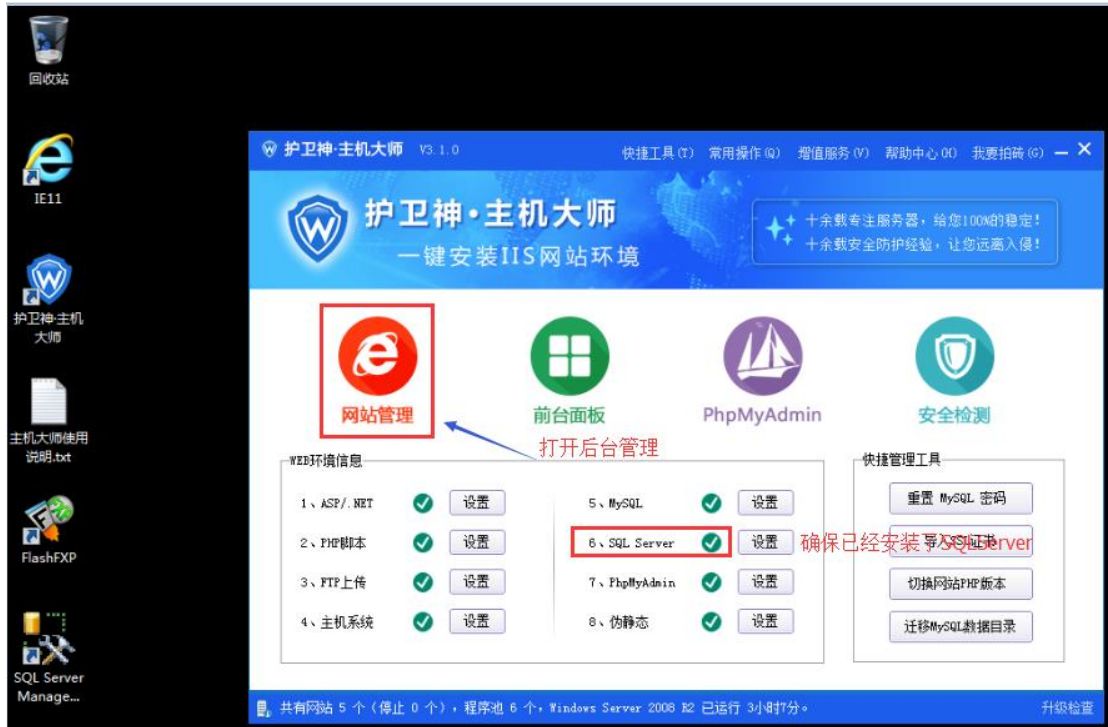 回收站
IE11
护卫神·主机
大师
主机大师使用
说明.txt
FlashFXP
SQL Server
Manage...
护卫神·主机大师 V3.1.0
快捷工具(T) 常用操作(Q) 增值服务(V) 帮助中心(H) 我要拍砖(G)
护卫神·主机大师
一键安装IIS网站环境
十余载专注服务器，给您100%的稳定！
十余载安全防护经验，让您远离入侵！
网站管理
前台面板
PhpMyAdmin
安全检测
打开后台管理
WEB环境信息
1、ASP/.NET 设置
2、PHP脚本 设置
3、FTP上传 设置
4、主机系统 设置
5、MySQL 设置
6、SQL Server 设置
确保已经安装了SQLServer
7、PhpMyAdmin 设置
8、伪静态 设置
快捷管理工具
重置 MySQL 密码
导入SSL证书
切换网站PHP版本
迁移MySQL数据目录
共有网站 5 个（停止 0 个），程序池 6 个，Windows Server 2008 R2 已运行 3小时7分。
升级检查